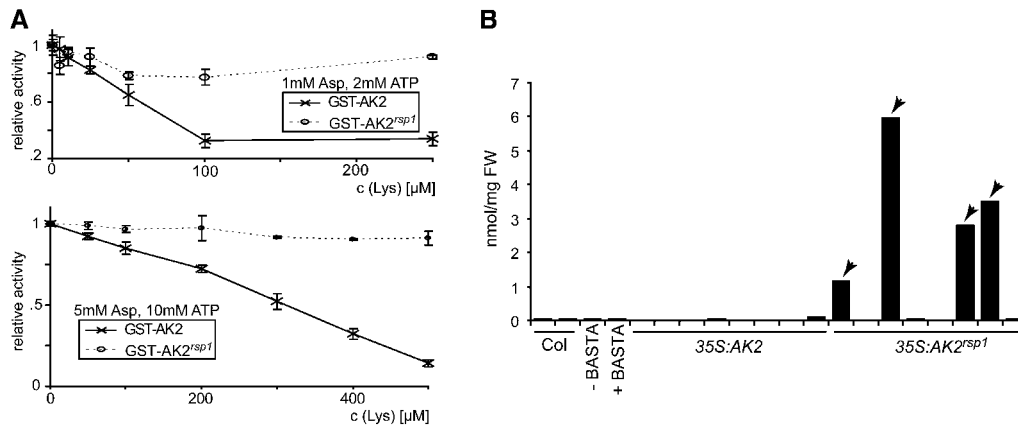 A
relative activity
1
.6
.2
1mM Asp, 2mM ATP
GST-AK2
GST-AK2rsp1
0
100
200
c (Lys) [µM]
relative activity
1
.5
0
5mM Asp, 10mM ATP
GST-AK2
GST-AK2rsp1
0
200
400
c (Lys) [µM]
B
nmol/mg FW
7
6
5
4
3
2
1
0
Col
- BASTA
+ BASTA
35S:AK2
35S:AK2rsp1